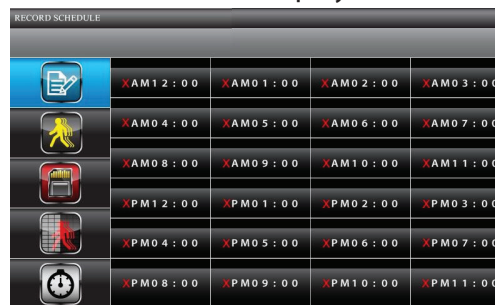 RECORD SCHEDULE
XAM12:00 XAM01:00 XAM02:00 XAM03:00
XAM04:00 XAM05:00 XAM06:00 XAM07:00
XAM08:00 XAM09:00 XAM10:00 XAM11:00
XPM12:00 XPM01:00 XPM02:00 XPM03:00
XPM04:00 XPM05:00 XPM06:00 XPM07:00
XPM08:00 XPM09:00 XPM10:00 XPM11:00